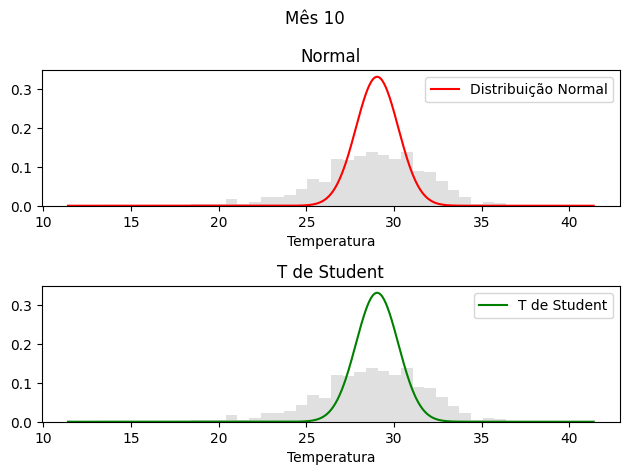 Mês 10
Normal
0.3
0.2
0.1
0.0
Distribuição Normal
10 15 20 25 30 35 40
Temperatura
T de Student
0.3
0.2
0.1
0.0
T de Student
10 15 20 25 30 35 40
Temperatura